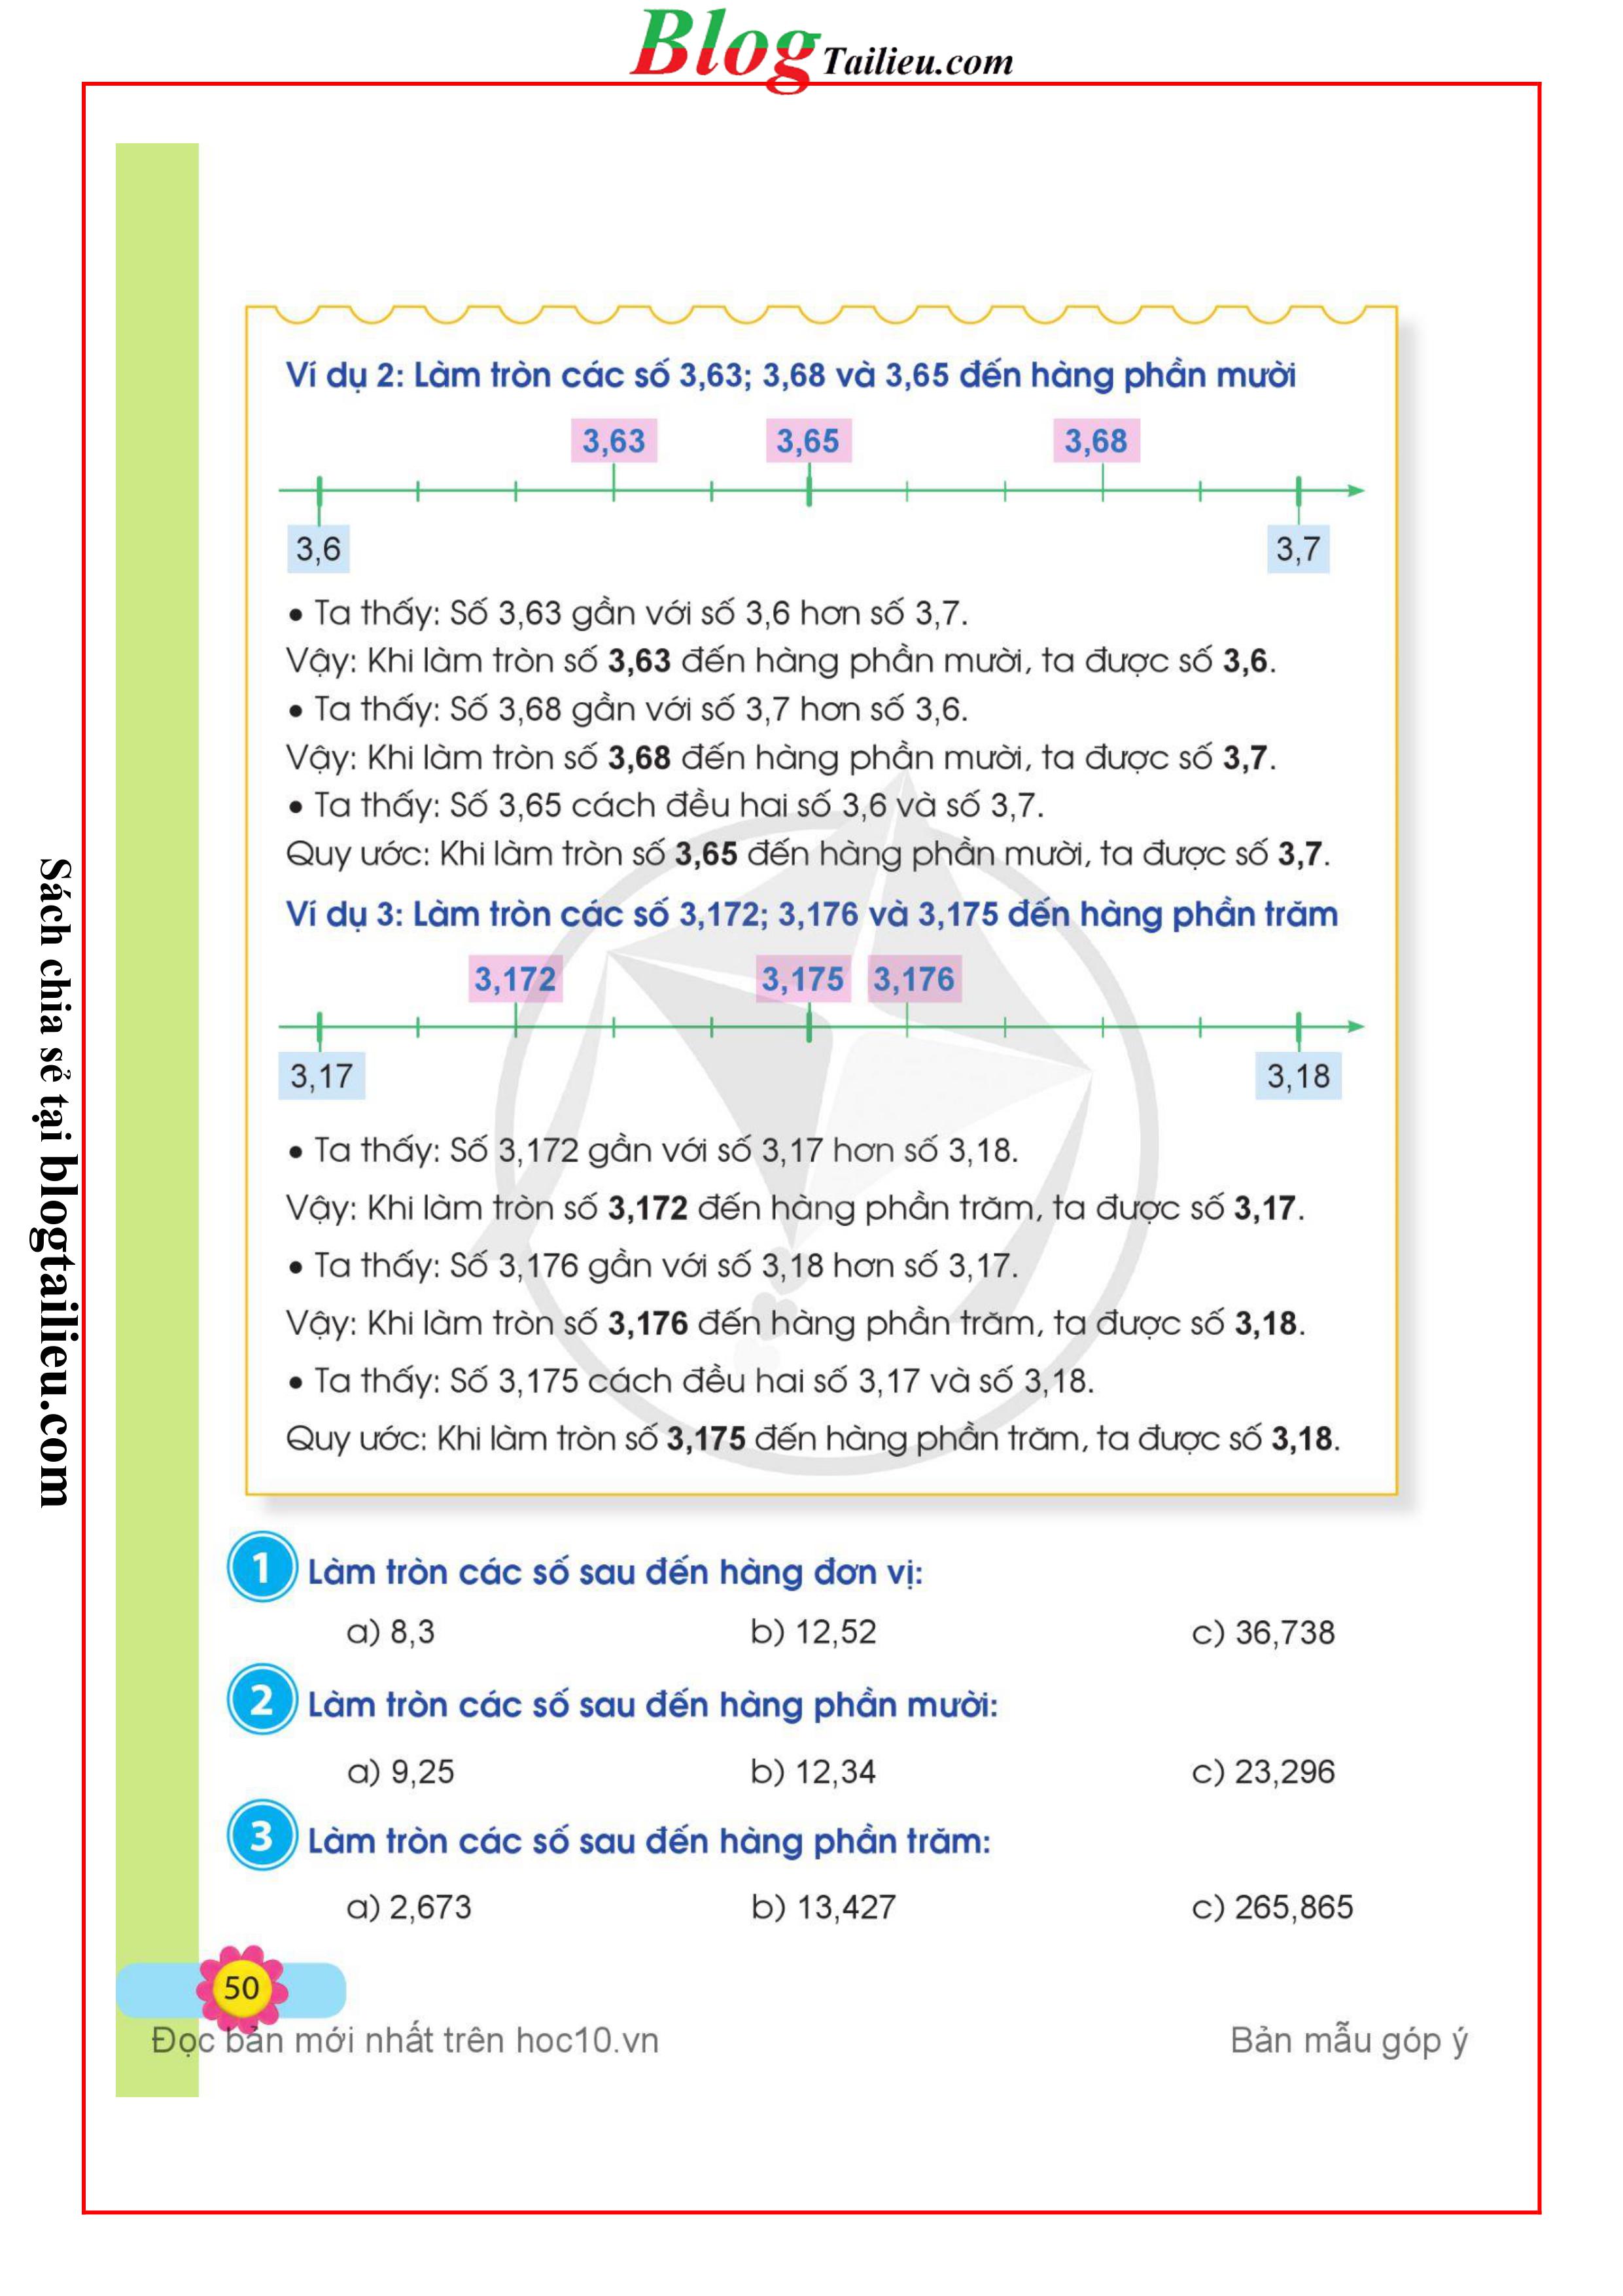 Blog Tailieu.com
Ví dụ 2: Làm tròn các số 3,63; 3,68 và 3,65 đến hàng phần mười
3,63 3,65 3,68
3,6 3,7
• Ta thấy: Số 3,63 gần với số 3,6 hơn số 3,7.
Vậy: Khi làm tròn số 3,63 đến hàng phần mười, ta được số 3,6.
• Ta thấy: Số 3,68 gần với số 3,7 hơn số 3,6.
Vậy: Khi làm tròn số 3,68 đến hàng phần mười, ta được số 3,7.
• Ta thấy: Số 3,65 cách đều hai số 3,6 và số 3,7.
Quy ước: Khi làm tròn số 3,65 đến hàng phần mười, ta được số 3,7.
Ví dụ 3: Làm tròn các số 3,172; 3,176 và 3,175 đến hàng phần trăm
3,172 3,175 3,176
3,17 3,18
• Ta thấy: Số 3,172 gần với số 3,17 hơn số 3,18.
Vậy: Khi làm tròn số 3,172 đến hàng phần trăm, ta được số 3,17.
• Ta thấy: Số 3,176 gần với số 3,18 hơn số 3,17.
Vậy: Khi làm tròn số 3,176 đến hàng phần trăm, ta được số 3,18.
• Ta thấy: Số 3,175 cách đều hai số 3,17 và số 3,18.
Quy ước: Khi làm tròn số 3,175 đến hàng phần trăm, ta được số 3,18.
1 Làm tròn các số sau đến hàng đơn vị:
a) 8,3 b) 12,52 c) 36,738
2 Làm tròn các số sau đến hàng phần mười:
a) 9,25 b) 12,34 c) 23,296
3 Làm tròn các số sau đến hàng phần trăm:
a) 2,673 b) 13,427 c) 265,865
50
Đọc bản mới nhất trên hoc10.vn Bản mẫu góp ý
Sách chia sẻ tại blogtailieu.com